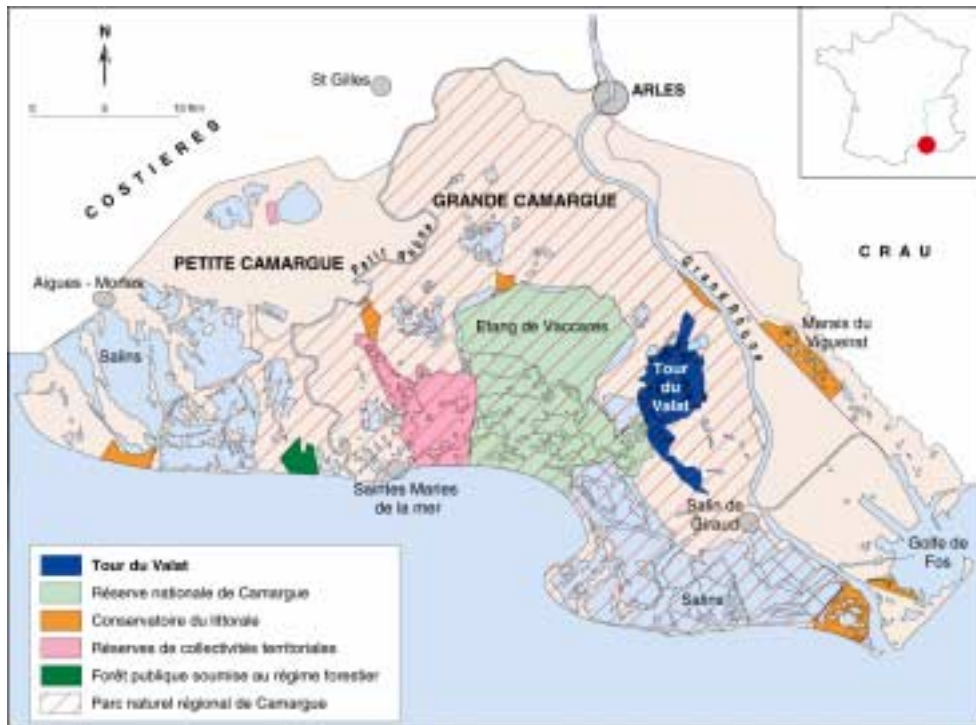 N
0 5 10 Km
St Gilles
ARLES
COSTIERES
GRANDE CAMARGUE
PETITE CAMARGUE
Petit Rhône
Grand Rhône
CRAU
Aigues - Mortes
Etang de Vaccares
Marais du
Vigueirat
Salins
Tour
du
Valat
Saintes Maries
de la mer
Salin de
Giraud
Golfe de
Fos
Salins
Tour du Valat
Réserve nationale de Camargue
Conservatoire du littorale
Réserves de collectivités territoriales
Forêt publique soumise au régime forestier
Parc naturel régional de Camargue